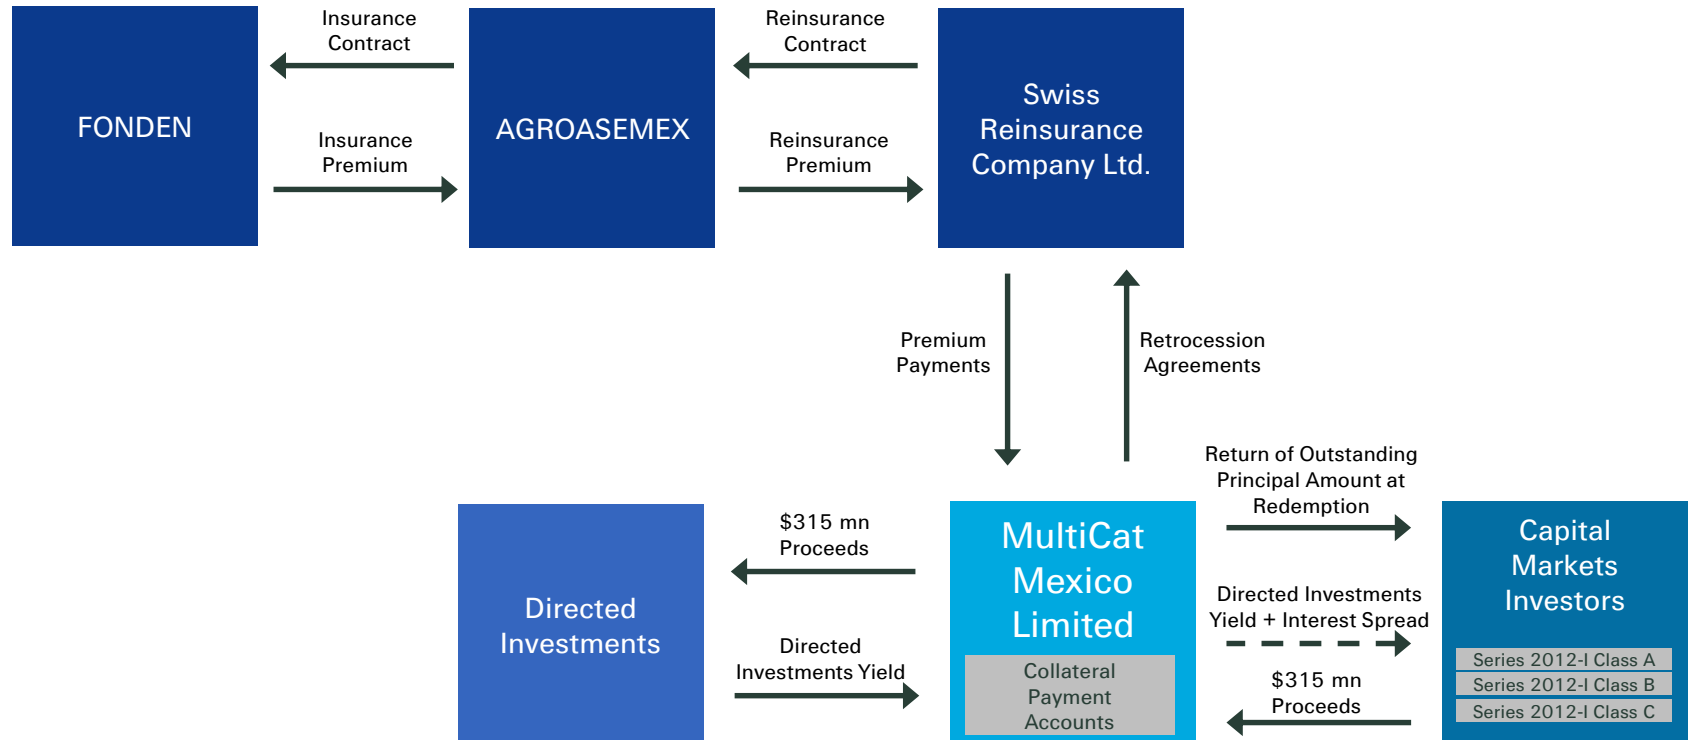 Insurance
Contract
Reinsurance
Contract
FONDEN
AGROASEMEX
Swiss
Reinsurance
Company Ltd.
Insurance
Premium
Reinsurance
Premium
Premium
Payments
Retrocession
Agreements
Return of Outstanding
Principal Amount at
Redemption
$315 mn
Proceeds
Directed
Investments
Directed
Investments Yield
MultiCat
Mexico
Limited
Collateral
Payment
Accounts
Directed Investments
Yield + Interest Spread
$315 mn
Proceeds
Capital
Markets
Investors
Series 2012-I Class A
Series 2012-I Class B
Series 2012-I Class C